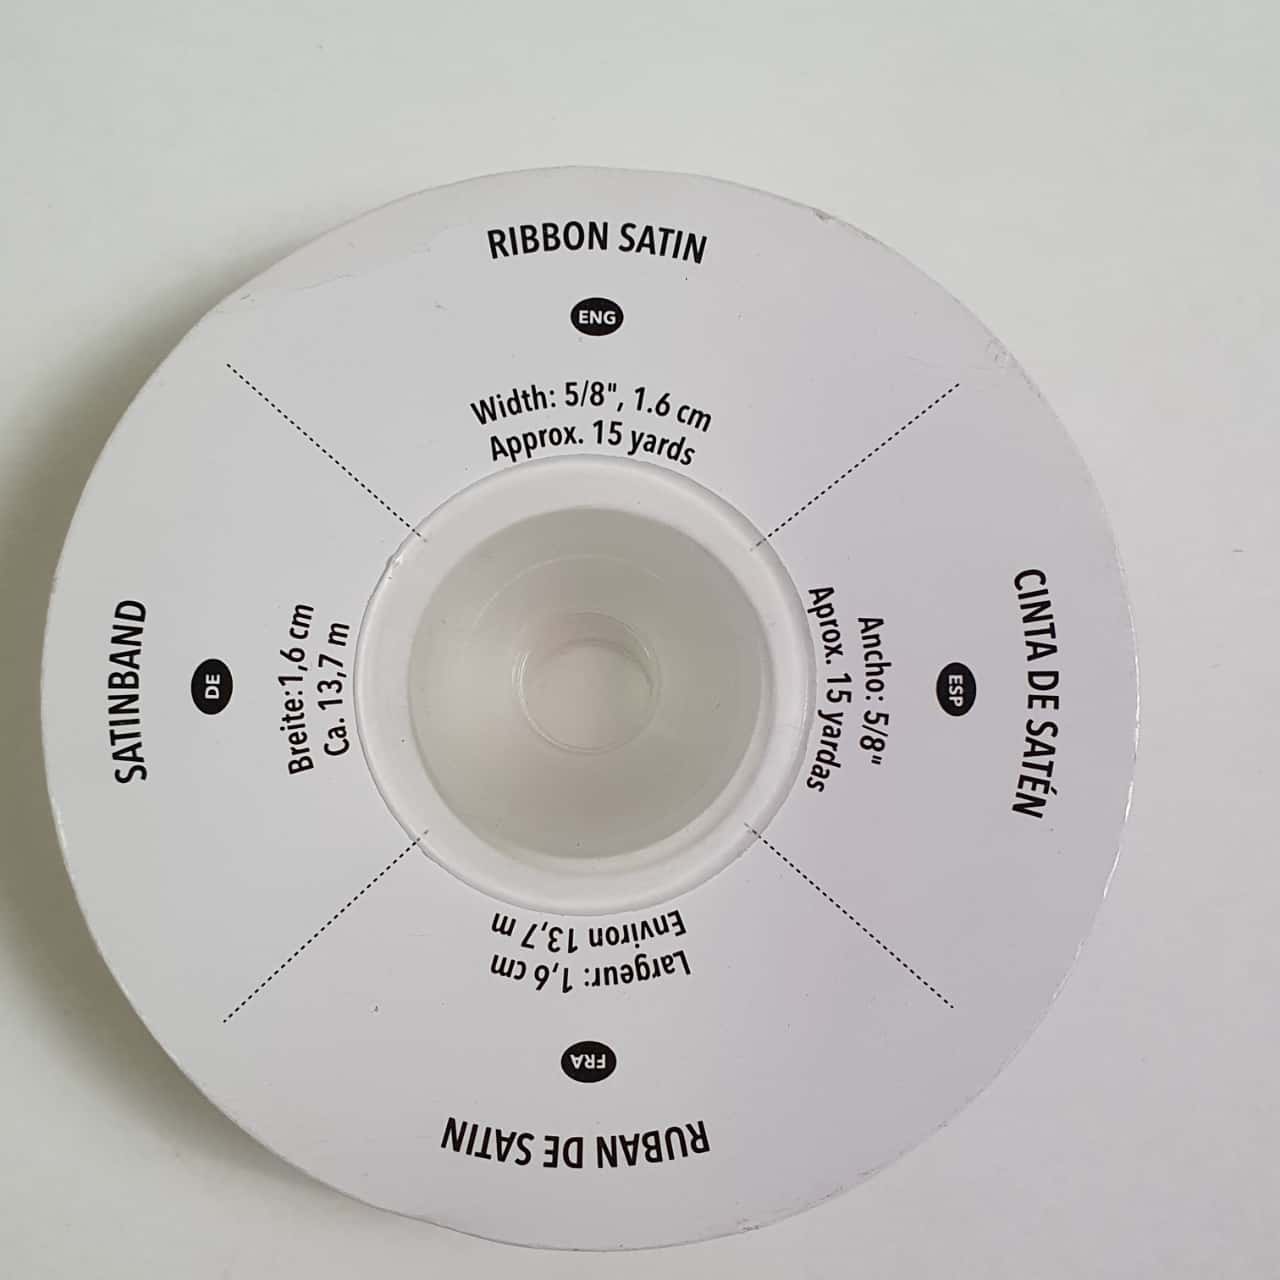 RIBBON SATIN
ENG
Width: 5/8", 1.6 cm
Approx. 15 yards
CINTA DE SATÉN
ESP
Ancho: 5/8"
Aprox. 15 yardas
RUBAN DE SATIN
FRA
Largeur: 1,6 cm
Environ 13,7 m
SATINBAND
DE
Breite:1,6 cm
Ca. 13,7 m